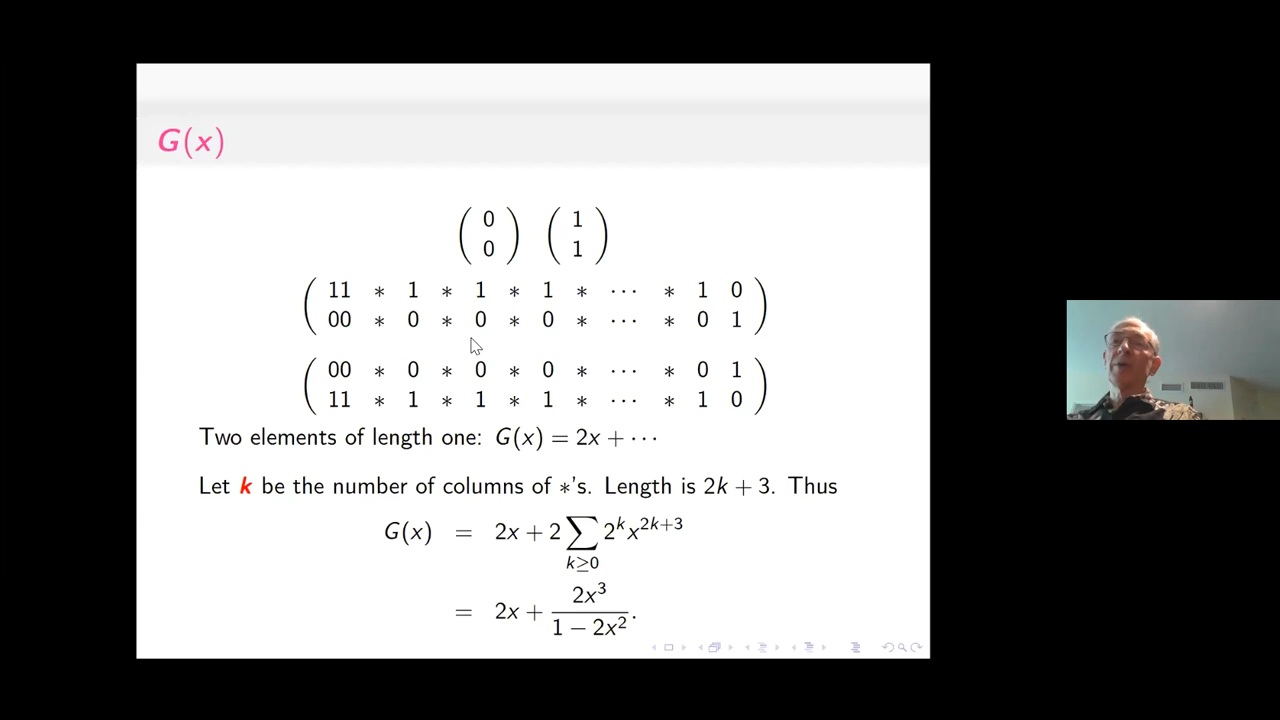 G(x)
( 0 ) ( 1 )
( 0 ) ( 1 )
( 11 * 1 * 1 * 1 * ··· * 1 0 )
( 00 * 0 * 0 * 0 * ··· * 0 1 )
( 00 * 0 * 0 * 0 * ··· * 0 1 )
( 11 * 1 * 1 * 1 * ··· * 1 0 )
Two elements of length one: G(x) = 2x + ···
Let k be the number of columns of *'s. Length is 2k + 3. Thus
G(x) = 2x + 2 ∑_{k≥0} 2^k x^{2k+3}
= 2x + \frac{2x^3}{1 − 2x^2}.